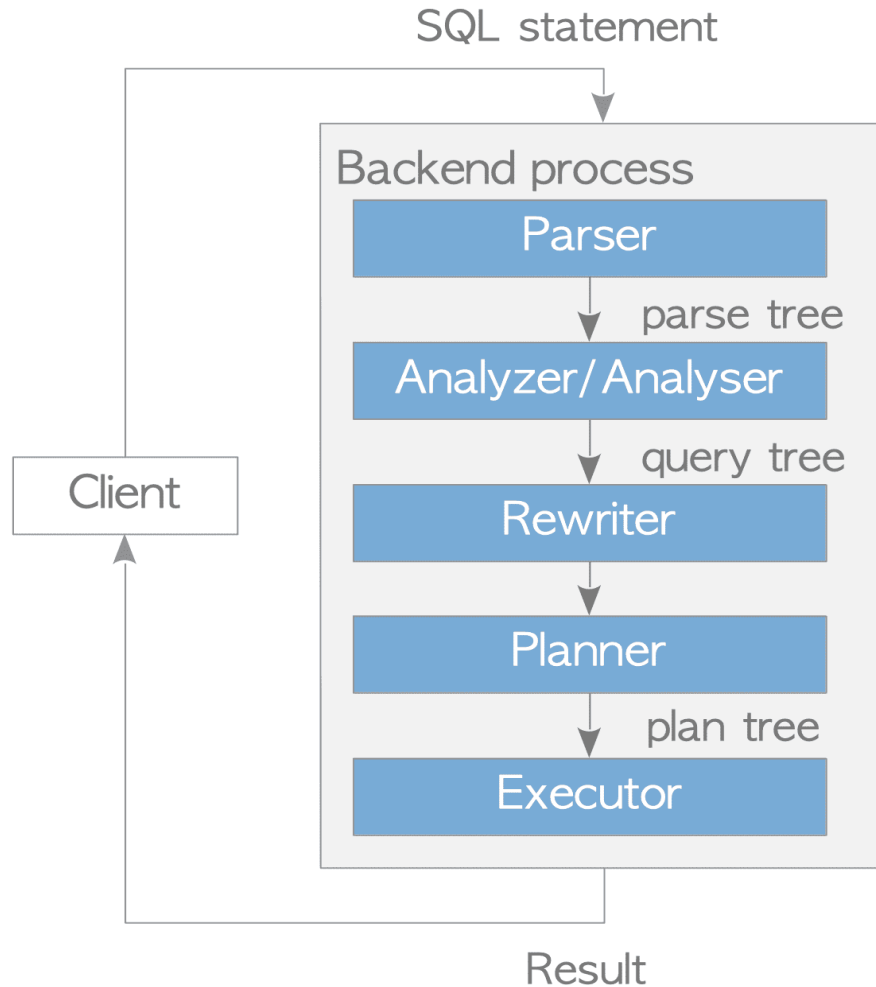 SQL statement
Backend process
Parser
parse tree
Analyzer/Analyser
query tree
Client
Rewriter
Planner
plan tree
Executor
Result